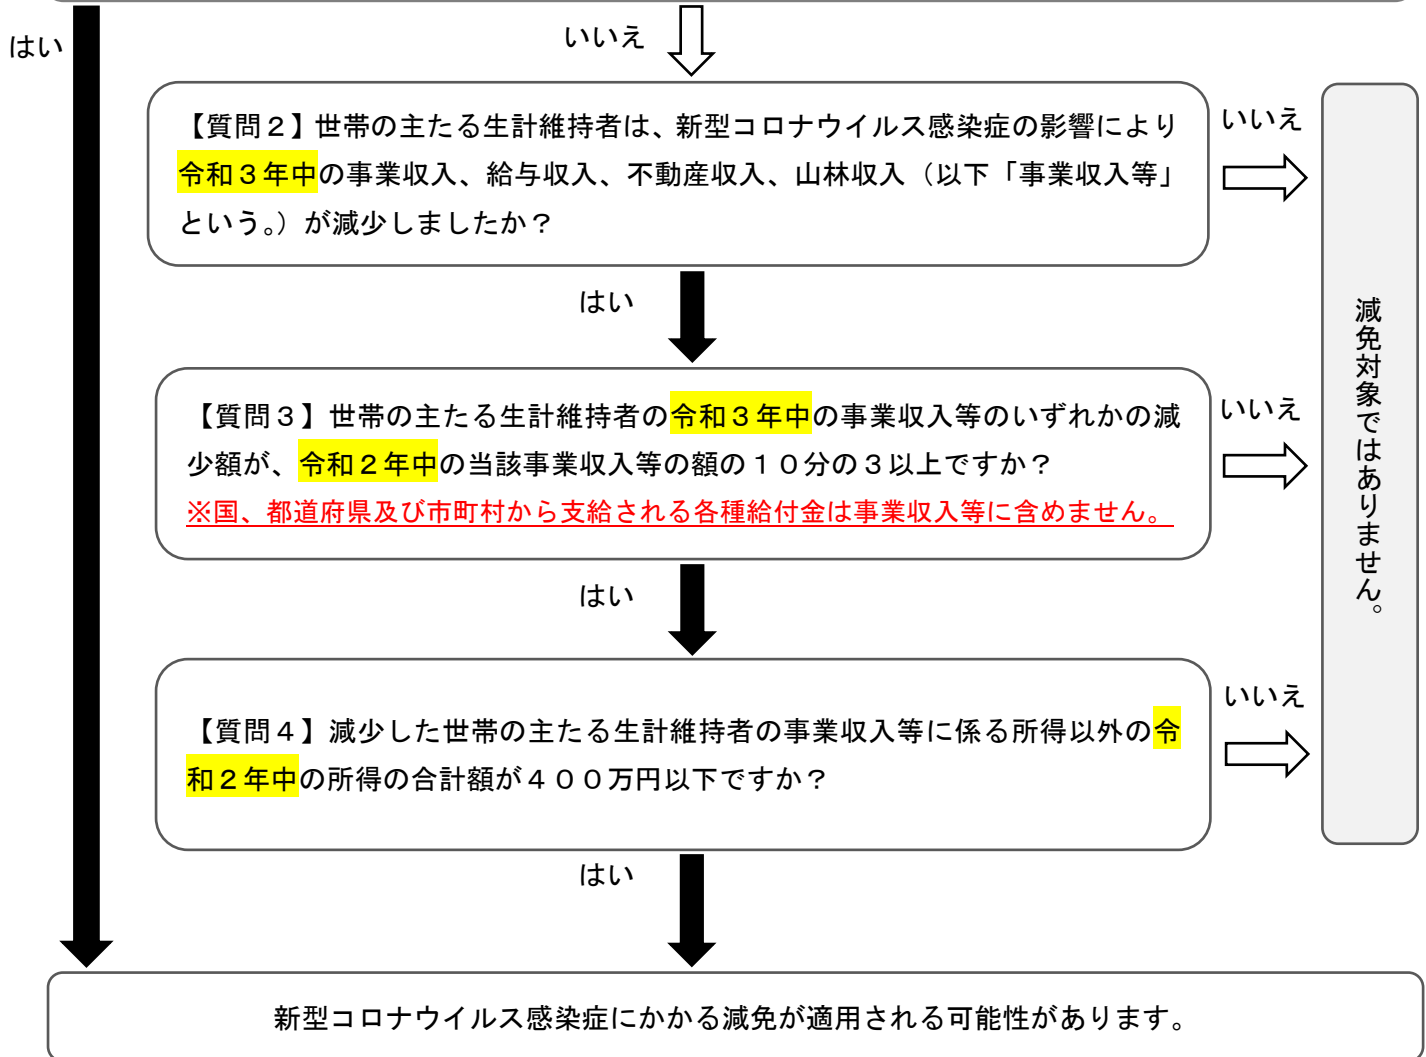 はい
いいえ
【質問２】世帯の主たる生計維持者は、新型コロナウイルス感染症の影響により
令和３年中の事業収入、給与収入、不動産収入、山林収入（以下「事業収入等」
という。）が減少しましたか？
いいえ
はい
【質問３】世帯の主たる生計維持者の令和３年中の事業収入等のいずれかの減
少額が、令和２年中の当該事業収入等の額の１０分の３以上ですか？
※国、都道府県及び市町村から支給される各種給付金は事業収入等に含めません。
いいえ
はい
【質問４】減少した世帯の主たる生計維持者の事業収入等に係る所得以外の令
和２年中の所得の合計額が４００万円以下ですか？
いいえ
はい
減免対象ではありません。
新型コロナウイルス感染症にかかる減免が適用される可能性があります。